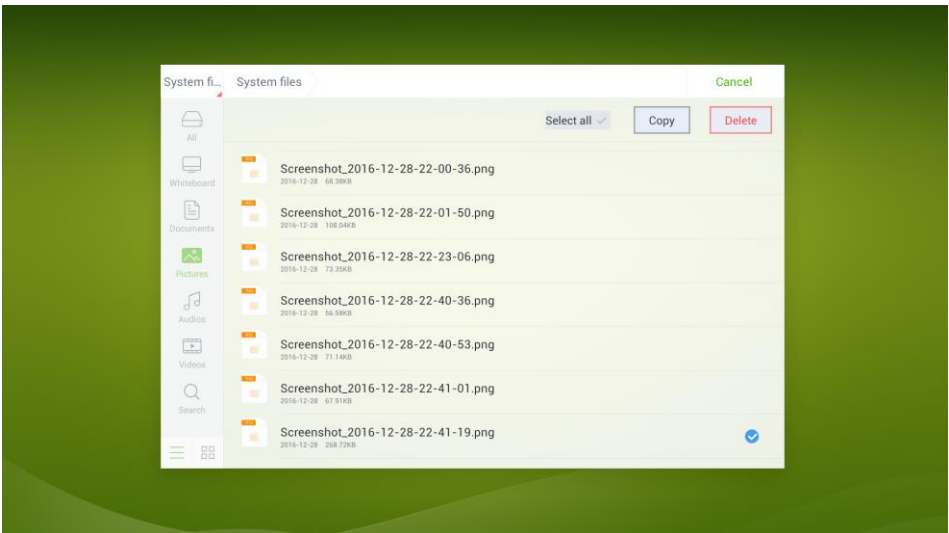 System fi...
System files
Cancel
Select all
Copy
Delete
All
Whiteboard
Documents
Pictures
Audios
Videos
Search
Screenshot_2016-12-28-22-00-36.png
2016-12-28 68.38KB
Screenshot_2016-12-28-22-01-50.png
2016-12-28 108.04KB
Screenshot_2016-12-28-22-23-06.png
2016-12-28 73.35KB
Screenshot_2016-12-28-22-40-36.png
2016-12-28 56.58KB
Screenshot_2016-12-28-22-40-53.png
2016-12-28 71.14KB
Screenshot_2016-12-28-22-41-01.png
2016-12-28 67.91KB
Screenshot_2016-12-28-22-41-19.png
2016-12-28 268.72KB